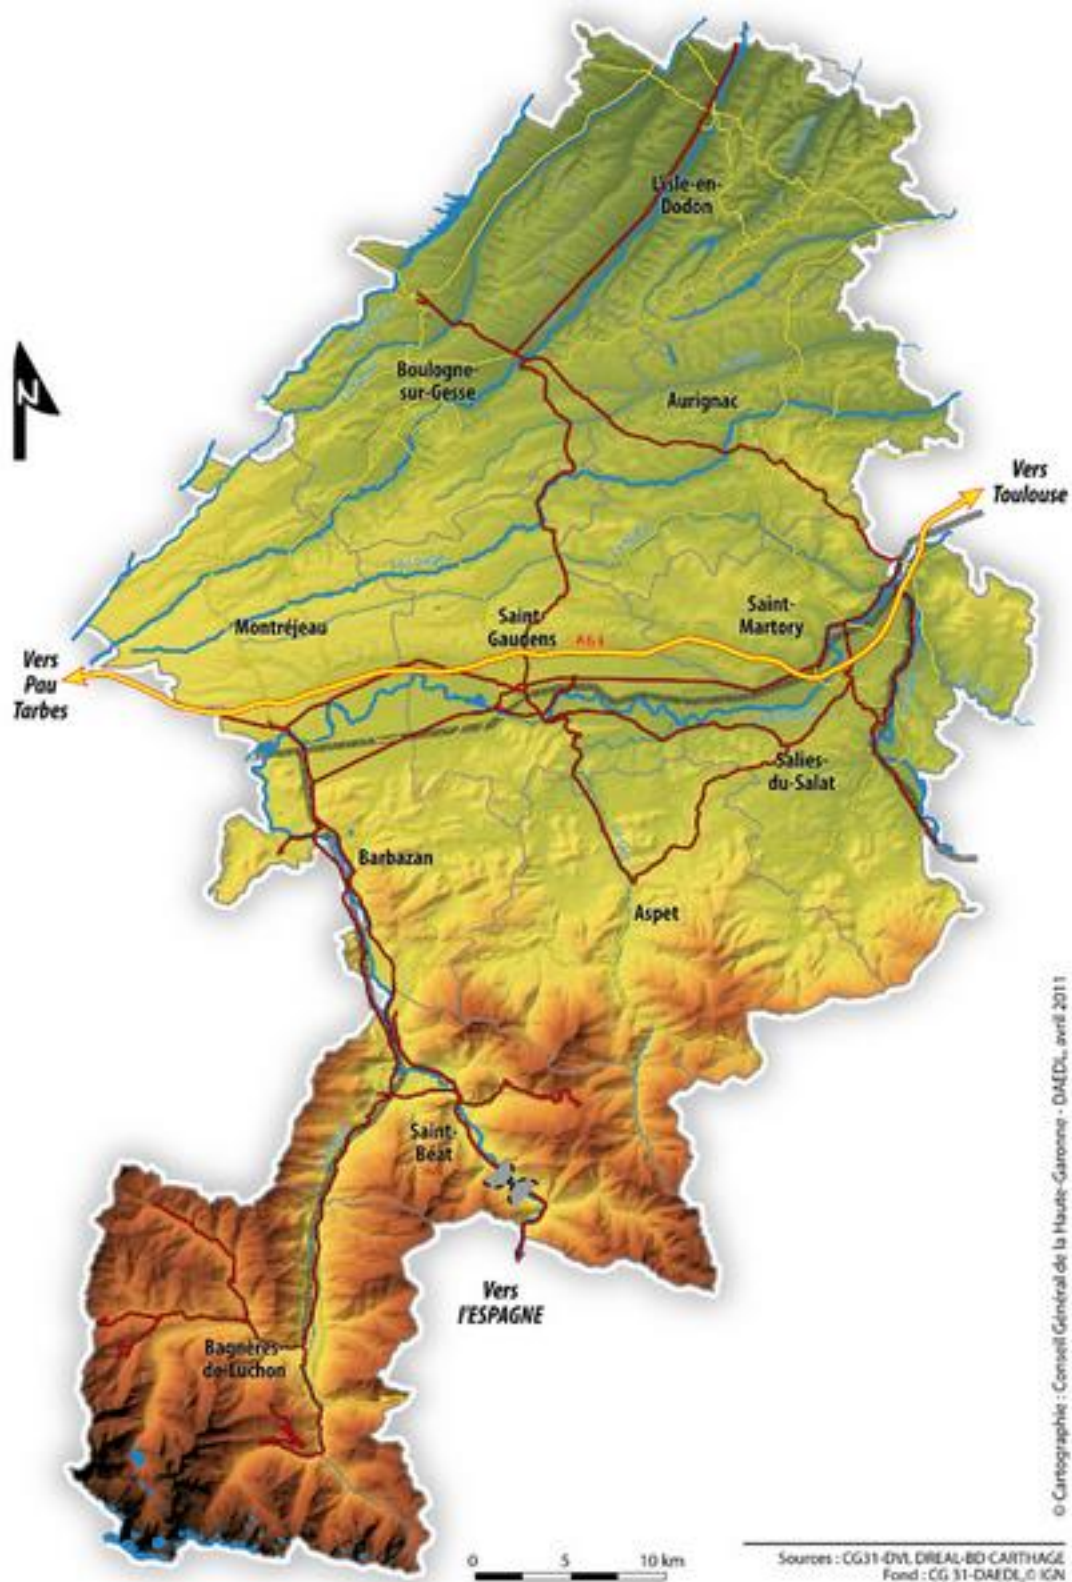 L'isle-en-
Dodon
Boulogne-
sur-Gesse
Aurignac
Vers
Toulouse
N
Saint-
Martory
Saint-
Gaudens
A64
Montréjeau
Vers
Pau
Tarbes
Salies-
du-Salat
Barbazan
Aspet
Saint-
Béat
Vers
l'ESPAGNE
Bagnères-
de-Luchon
© Cartographie : Conseil Général de la Haute-Garonne - DAEDL, avril 2011
0 5 10 km
Sources : CG31-DVI, DREAL-BD CARTHAGE
Fond : CG 31-DAEDL, © IGN